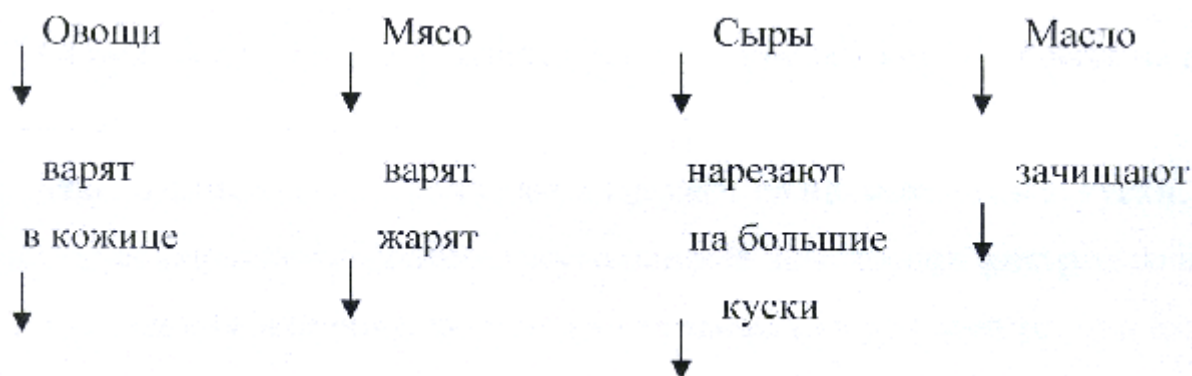 Овощи Мясо Сыры Масло
варят варят нарезают зачищают
в кожице жарят на большие
куски